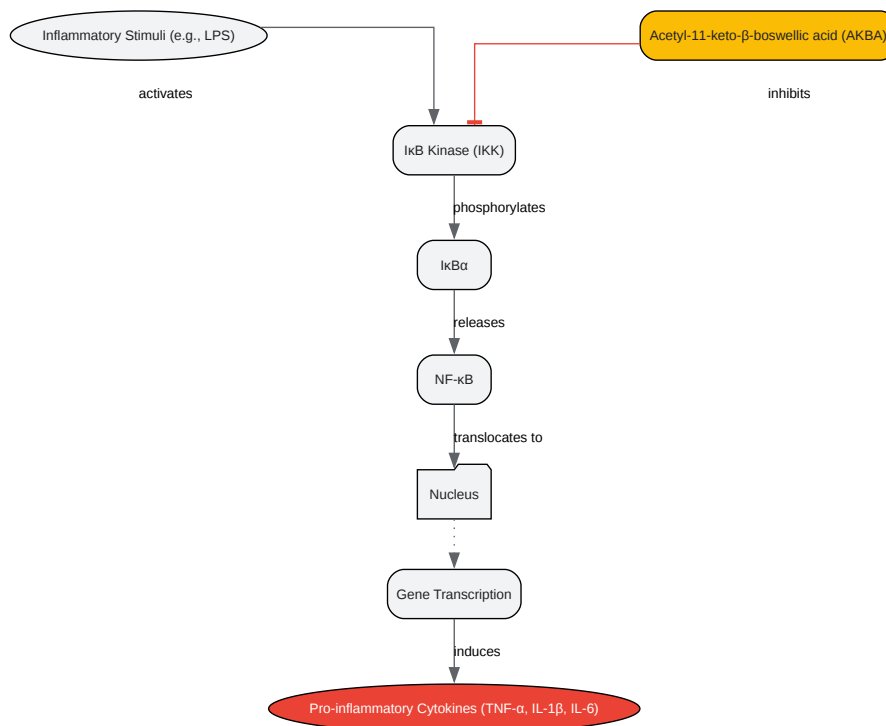 Inflammatory Stimuli (e.g., LPS)
Acetyl-11-keto-β-boswellic acid (AKBA)
activates
inhibits
IκB Kinase (IKK)
phosphorylates
IκBα
releases
NF-κB
translocates to
Nucleus
Gene Transcription
induces
Pro-inflammatory Cytokines (TNF-α, IL-1β, IL-6)